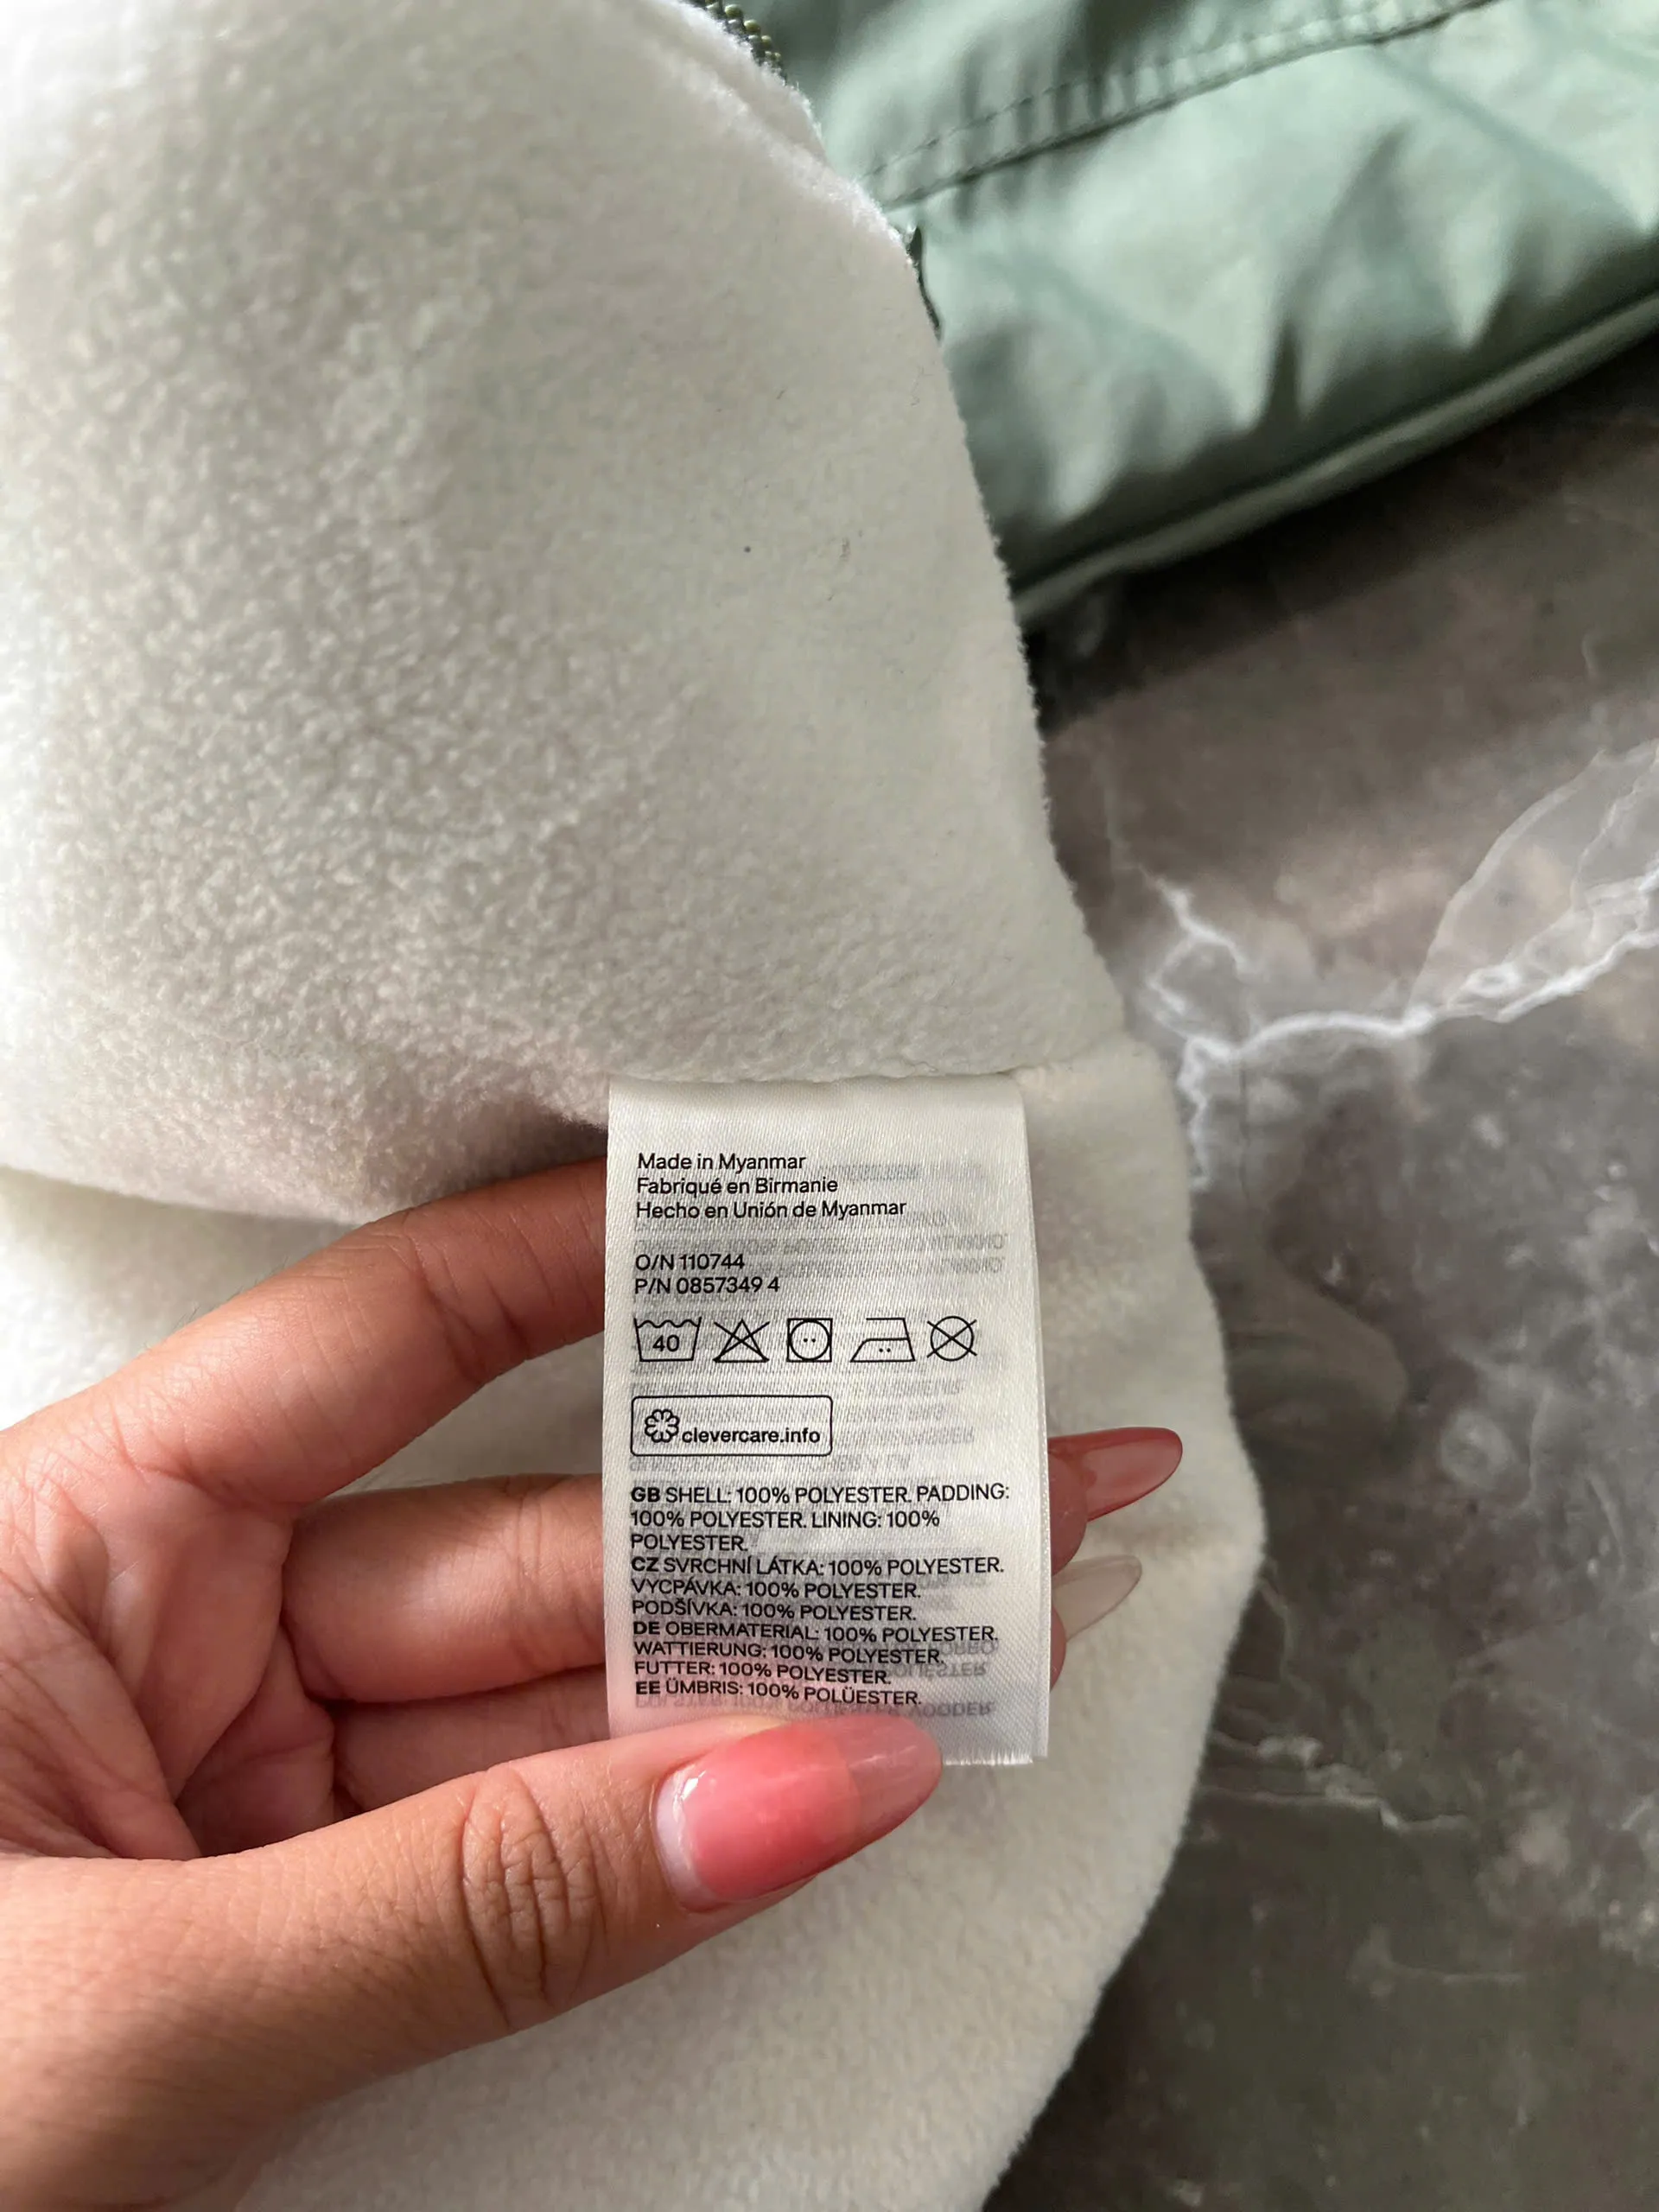 Made in Myanmar
Fabriqué en Birmanie
Hecho en Unión de Myanmar
O/N 110744
P/N 0857349 4
40
clevercare.info
GB SHELL: 100% POLYESTER. PADDING:
100% POLYESTER. LINING: 100%
POLYESTER.
CZ SVRCHNÍ LÁTKA: 100% POLYESTER.
VYCPÁVKA: 100% POLYESTER.
PODŠÍVKA: 100% POLYESTER.
DE OBERMATERIAL: 100% POLYESTER.
WATTIERUNG: 100% POLYESTER.
FUTTER: 100% POLYESTER.
EE ÜMBRIS: 100% POLÜESTER.